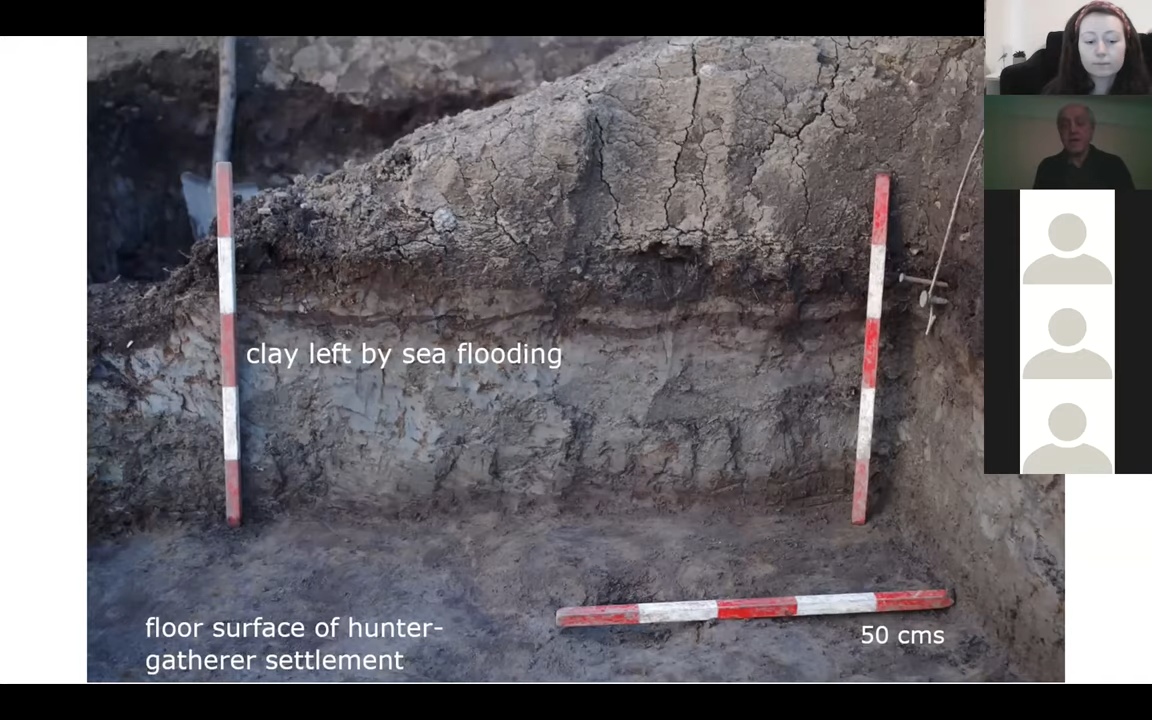 clay left by sea flooding
floor surface of hunter-
gatherer settlement
50 cms